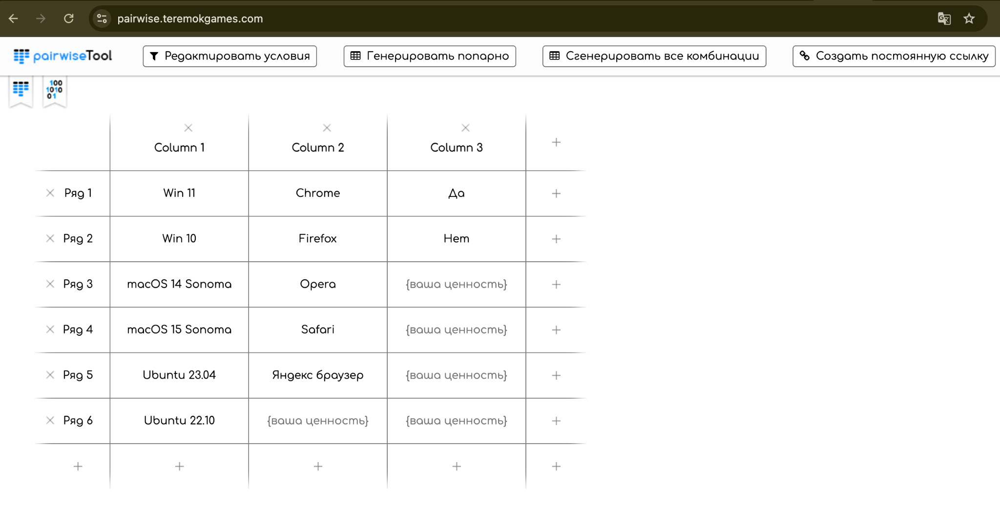 pairwise.teremokgames.com
pairwiseTool
Редактировать условия
Генерировать попарно
Сгенерировать все комбинации
Создать постоянную ссылку
100
1010
01
Column 1 Column 2 Column 3
Ряд 1 Win 11 Chrome Да
Ряд 2 Win 10 Firefox Нет
Ряд 3 macOS 14 Sonoma Opera {ваша ценность}
Ряд 4 macOS 15 Sonoma Safari {ваша ценность}
Ряд 5 Ubuntu 23.04 Яндекс браузер {ваша ценность}
Ряд 6 Ubuntu 22.10 {ваша ценность} {ваша ценность}